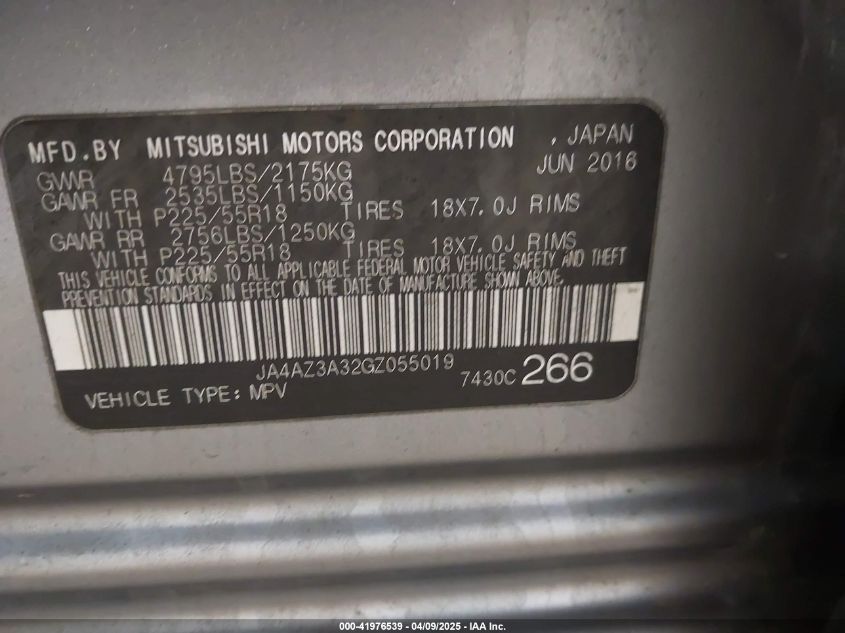 MFD.BY MITSUBISHI MOTORS CORPORATION , JAPAN
GVWR 4795LBS/2175KG JUN 2016
GAWR FR 2535LBS/1150KG
WITH P225/55R18 TIRES 18X7.0J RIMS
GAWR RR 2756LBS/1250KG
WITH P225/55R18 TIRES 18X7.0J RIMS
THIS VEHICLE CONFORMS TO ALL APPLICABLE FEDERAL MOTOR VEHICLE SAFETY AND THEFT
PREVENTION STANDARDS IN EFFECT ON THE DATE OF MANUFACTURE SHOWN ABOVE.
JA4AZ3A32GZ055019
7430C 266
VEHICLE TYPE: MPV
000-41976539 - 04/09/2025 - IAA Inc.